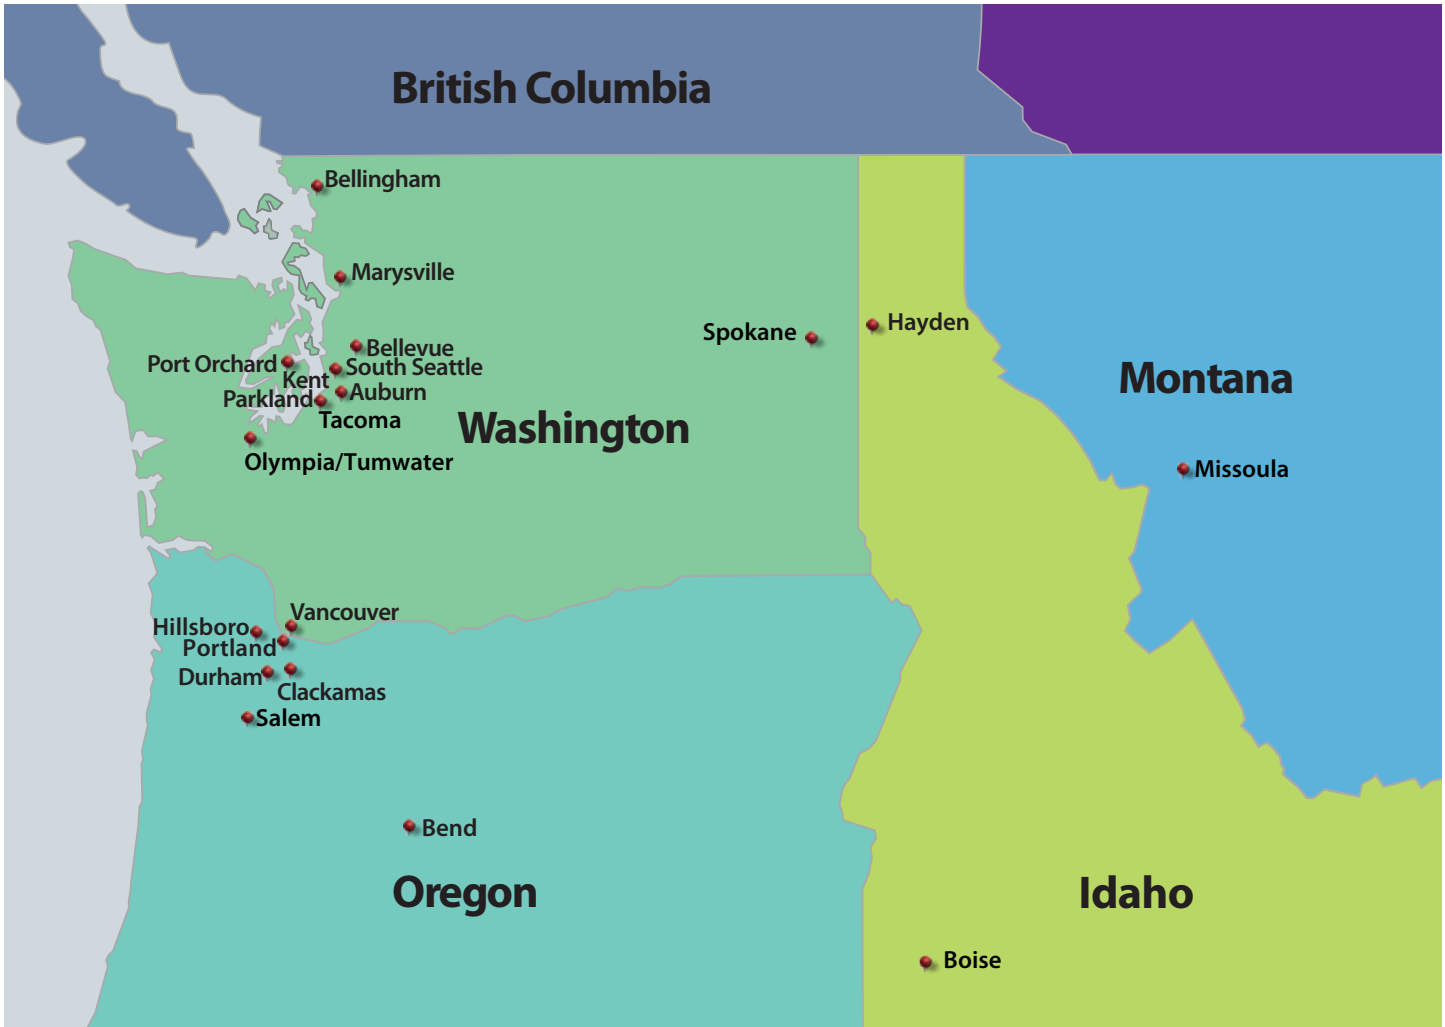 British Columbia
Bellingham
Marysville
Bellevue
Port Orchard
South Seattle
Kent
Auburn
Parkland
Tacoma
Olympia/Tumwater
Washington
Spokane
Hayden
Montana
Missoula
Vancouver
Hillsboro
Portland
Durham
Clackamas
Salem
Bend
Oregon
Idaho
Boise